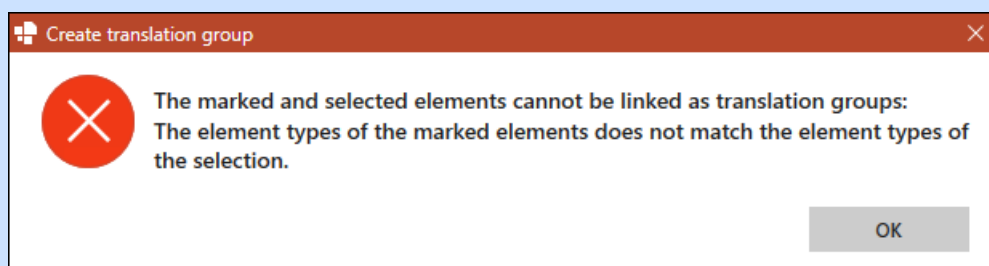 Create translation group
The marked and selected elements cannot be linked as translation groups:
The element types of the marked elements does not match the element types of
the selection.
OK